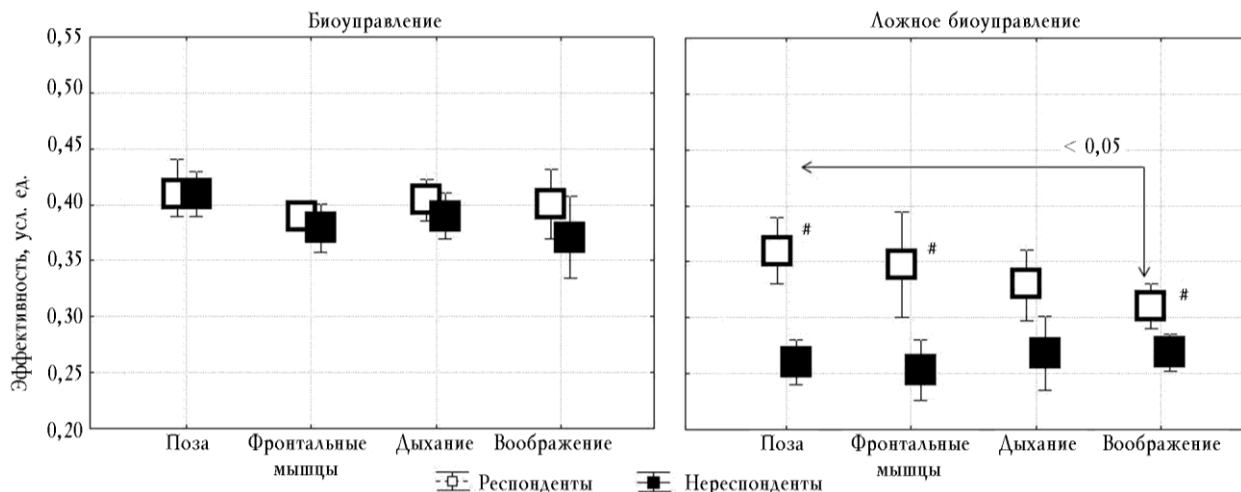 Биоуправление
Ложное биоуправление
Эффективность, усл. ед.
0,55
0,50
0,45
0,40
0,35
0,30
0,25
0,20
< 0,05
#
#
#
Поза
Фронтальные
мышцы
Дыхание
Воображение
Поза
Фронтальные
мышцы
Дыхание
Воображение
Респонденты
Нереспонденты